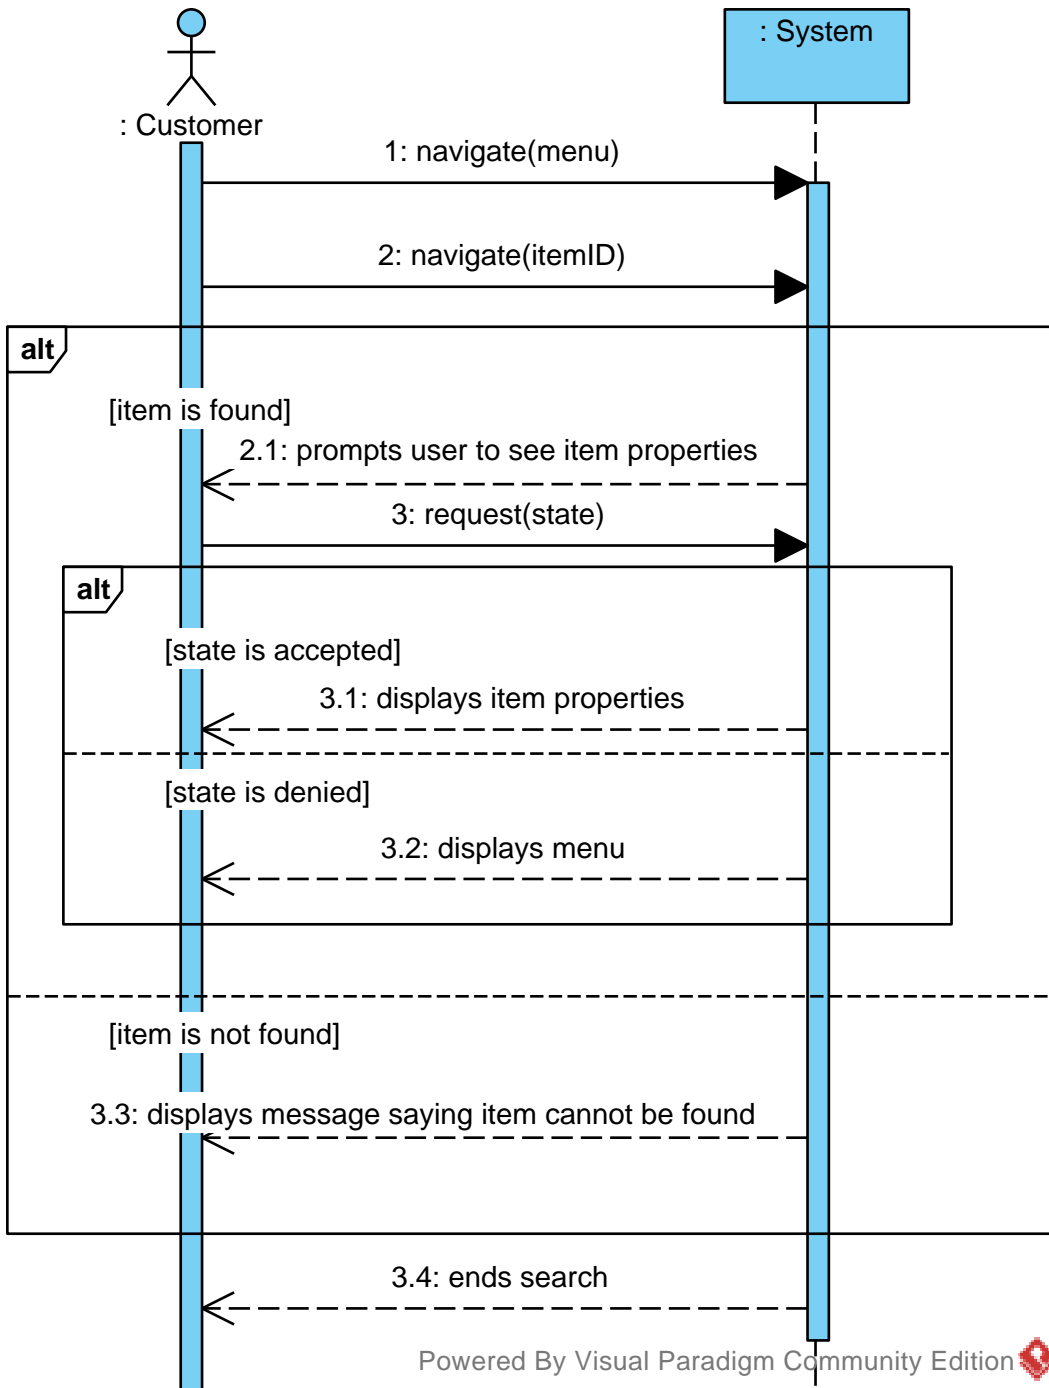 : System
: Customer
1: navigate(menu)
2: navigate(itemID)
alt
[item is found]
2.1: prompts user to see item properties
3: request(state)
alt
[state is accepted]
3.1: displays item properties
[state is denied]
3.2: displays menu
[item is not found]
3.3: displays message saying item cannot be found
3.4: ends search
Powered By Visual Paradigm Community Edition